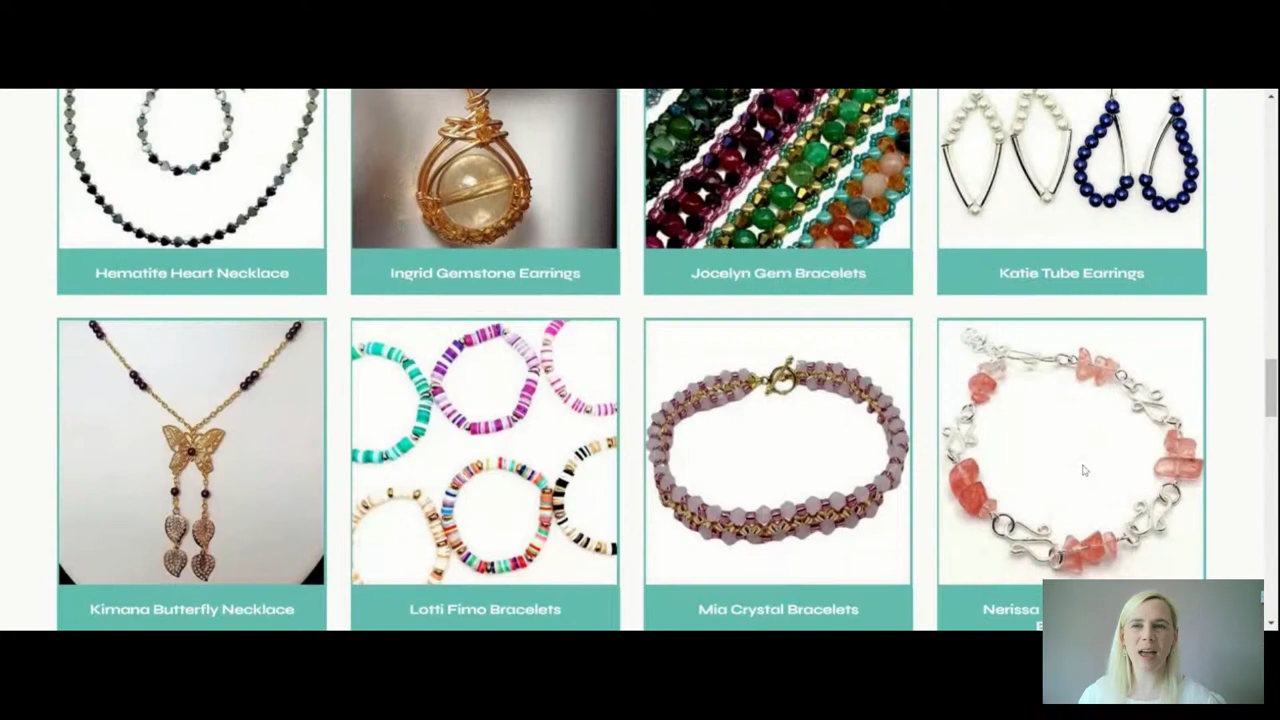 Hematite Heart Necklace
Ingrid Gemstone Earrings
Jocelyn Gem Bracelets
Katie Tube Earrings
Kimana Butterfly Necklace
Lotti Fimo Bracelets
Mia Crystal Bracelets
Nerissa